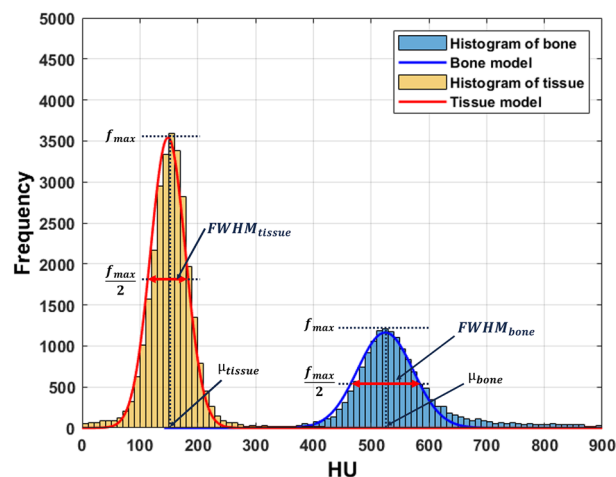 5000
4500
4000
3500
3000
2500
2000
1500
1000
500
0
Frequency
0 100 200 300 400 500 600 700 800 900
HU
Histogram of bone
Bone model
Histogram of tissue
Tissue model
f_max
FWHM_tissue
f_max
2
μ_tissue
f_max
FWHM_bone
f_max
2
μ_bone